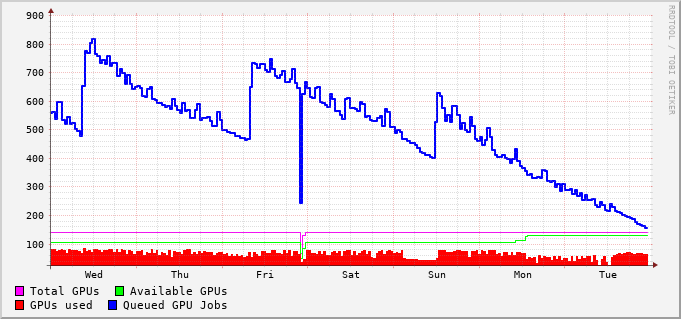 900
800
700
600
500
400
300
200
100
Wed Thu Fri Sat Sun Mon Tue
Total GPUs Available GPUs
GPUs used Queued GPU Jobs
RRDTOOL / TOBI OETIKER